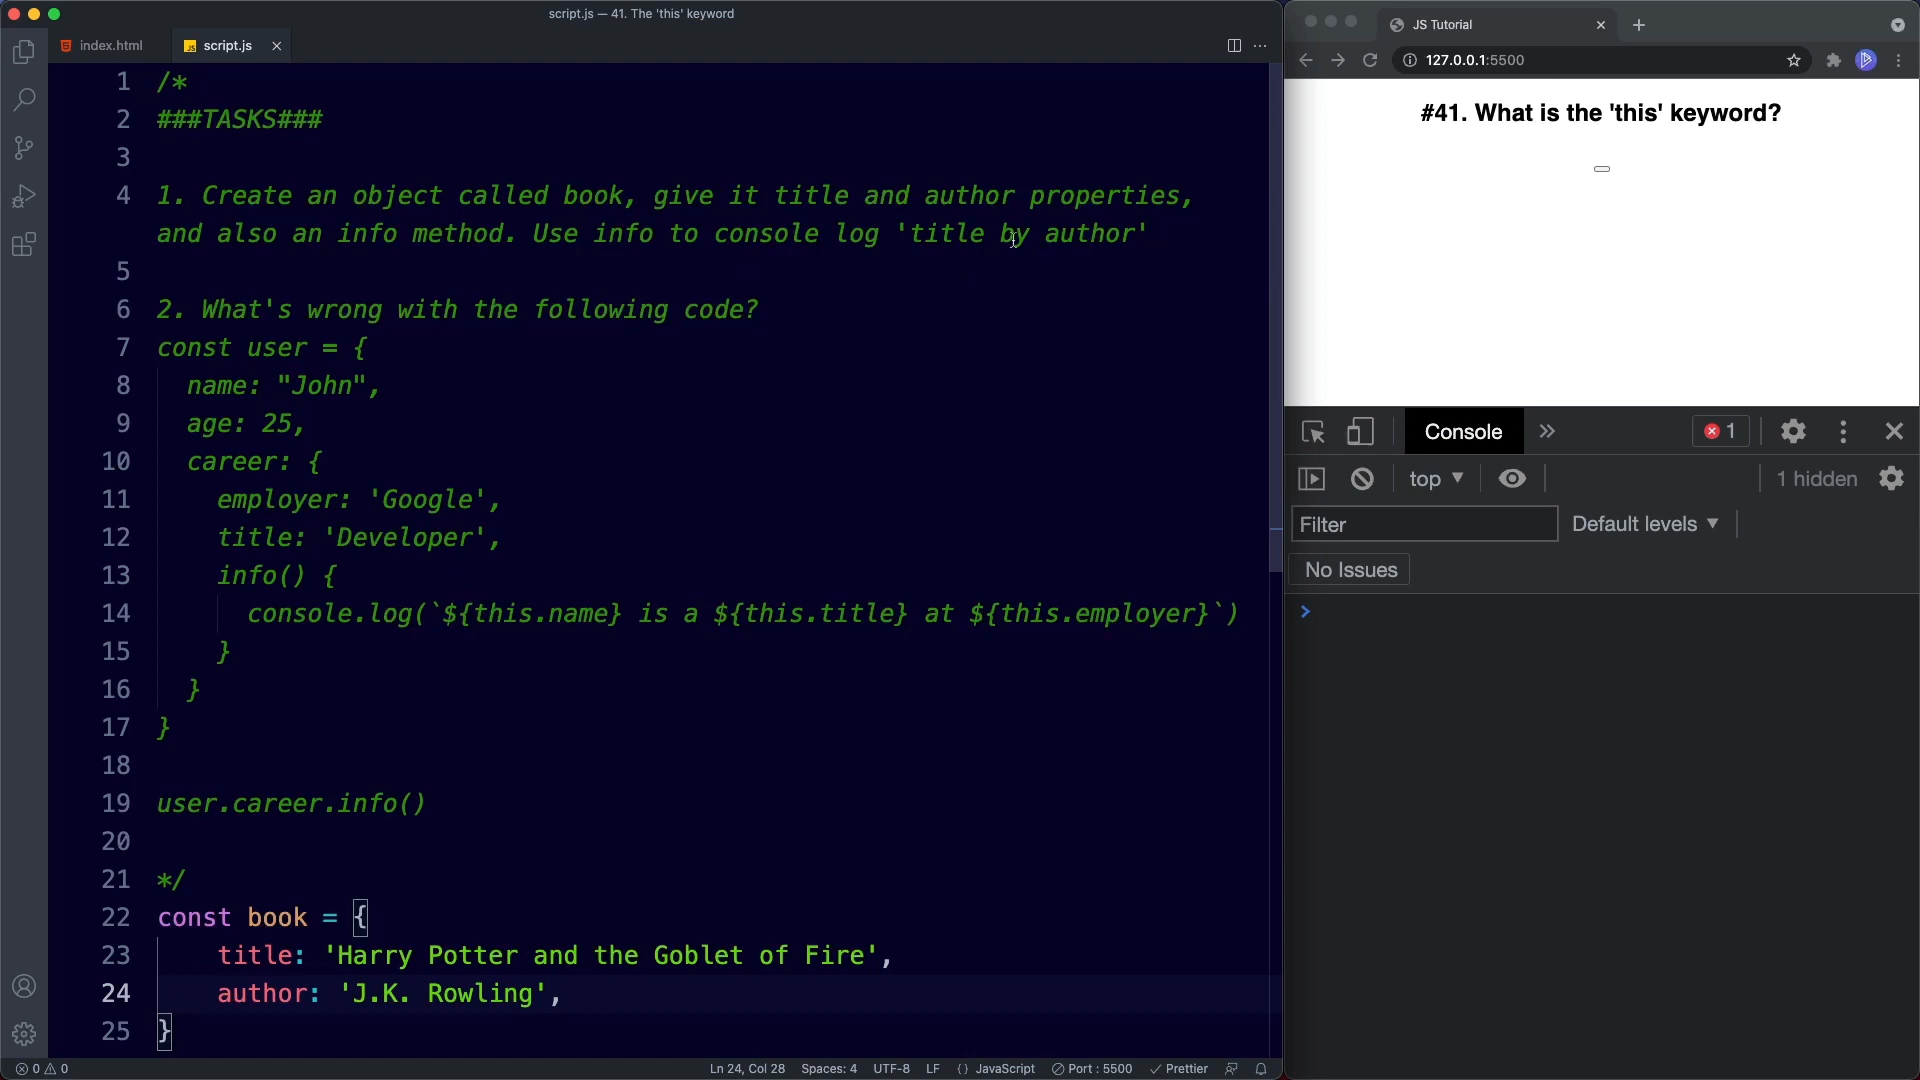 script.js — 41. The 'this' keyword
index.html
script.js
1 /*
2 ###TASKS###
3
4 1. Create an object called book, give it title and author properties,
and also an info method. Use info to console log 'title by author'
5
6 2. What's wrong with the following code?
7 const user = {
8 name: "John",
9 age: 25,
10 career: {
11 employer: 'Google',
12 title: 'Developer',
13 info() {
14 console.log(`${this.name} is a ${this.title} at ${this.employer}`)
15 }
16 }
17 }
18
19 user.career.info()
20
21 */
22 const book = {
23 title: 'Harry Potter and the Goblet of Fire',
24 author: 'J.K. Rowling',
25 }
0 0
Ln 24, Col 28 Spaces: 4 UTF-8 LF {} JavaScript Port : 5500 Prettier
JS Tutorial
127.0.0.1:5500
#41. What is the 'this' keyword?
Console
1
top
1 hidden
Filter
Default levels
No Issues